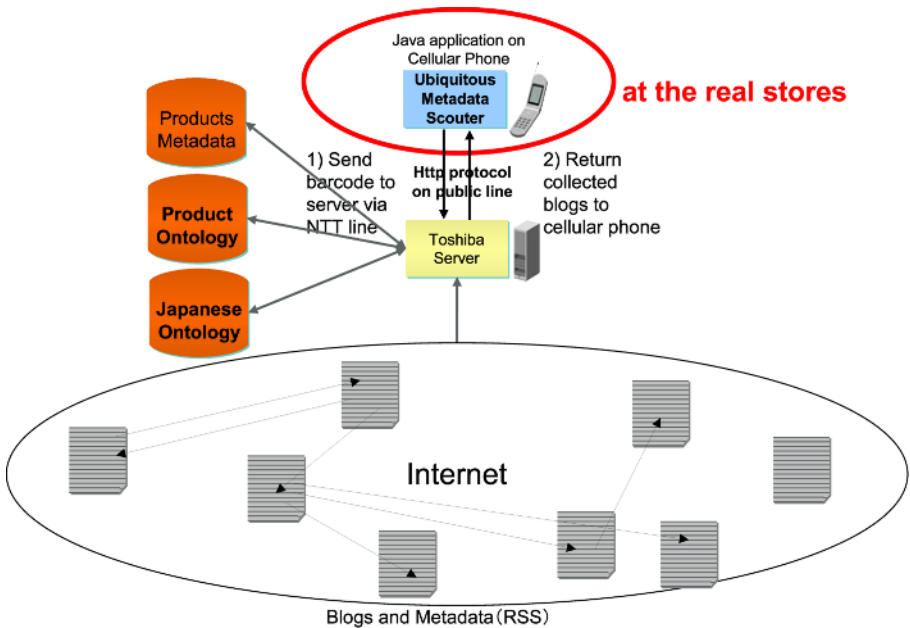 Java application on
Cellular Phone
Ubiquitous
Metadata
Scouter
at the real stores
Products
Metadata
1) Send
barcode to
server via
NTT line
Http protocol
on public line
2) Return
collected
blogs to
cellular phone
Product
Ontology
Toshiba
Server
Japanese
Ontology
Internet
Blogs and Metadata(RSS)